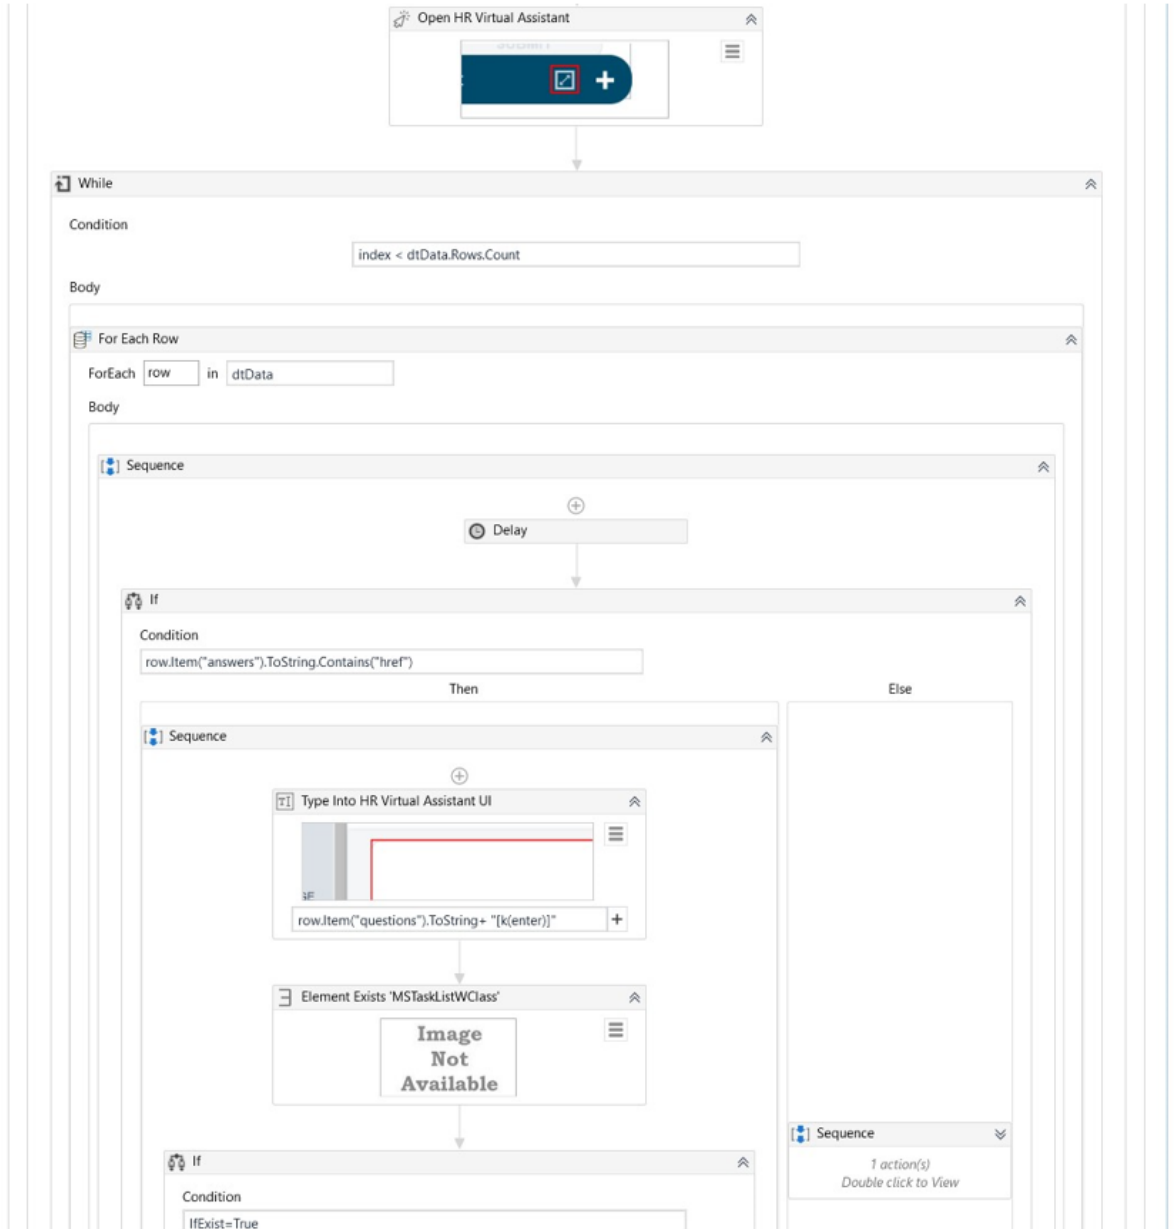 Open HR Virtual Assistant
While
Condition
index < dtData.Rows.Count
Body
For Each Row
ForEach row in dtData
Body
Sequence
Delay
If
Condition
row.Item("answers").ToString.Contains("href")
Then Else
Sequence
Type Into HR Virtual Assistant UI
row.Item("questions").ToString+ "[k(enter)]"
Element Exists 'MSTaskListWClass'
Image
Not
Available
Sequence
1 action(s)
Double click to View
If
Condition
IfExist=True